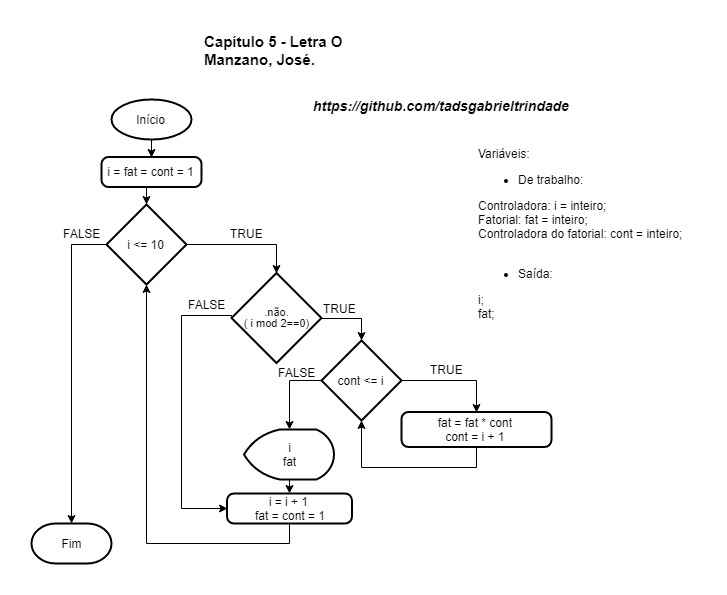 Capítulo 5 - Letra O
Manzano, José.
https://github.com/tadsgabrieltrindade
Início
i = fat = cont = 1
i <= 10
FALSE
TRUE
.não.
( i mod 2==0)
FALSE
TRUE
cont <= i
FALSE
TRUE
fat = fat * cont
cont = i + 1
i
fat
i = i + 1
fat = cont = 1
Fim
Variáveis:
• De trabalho:
Controladora: i = inteiro;
Fatorial: fat = inteiro;
Controladora do fatorial: cont = inteiro;
• Saída:
i;
fat;